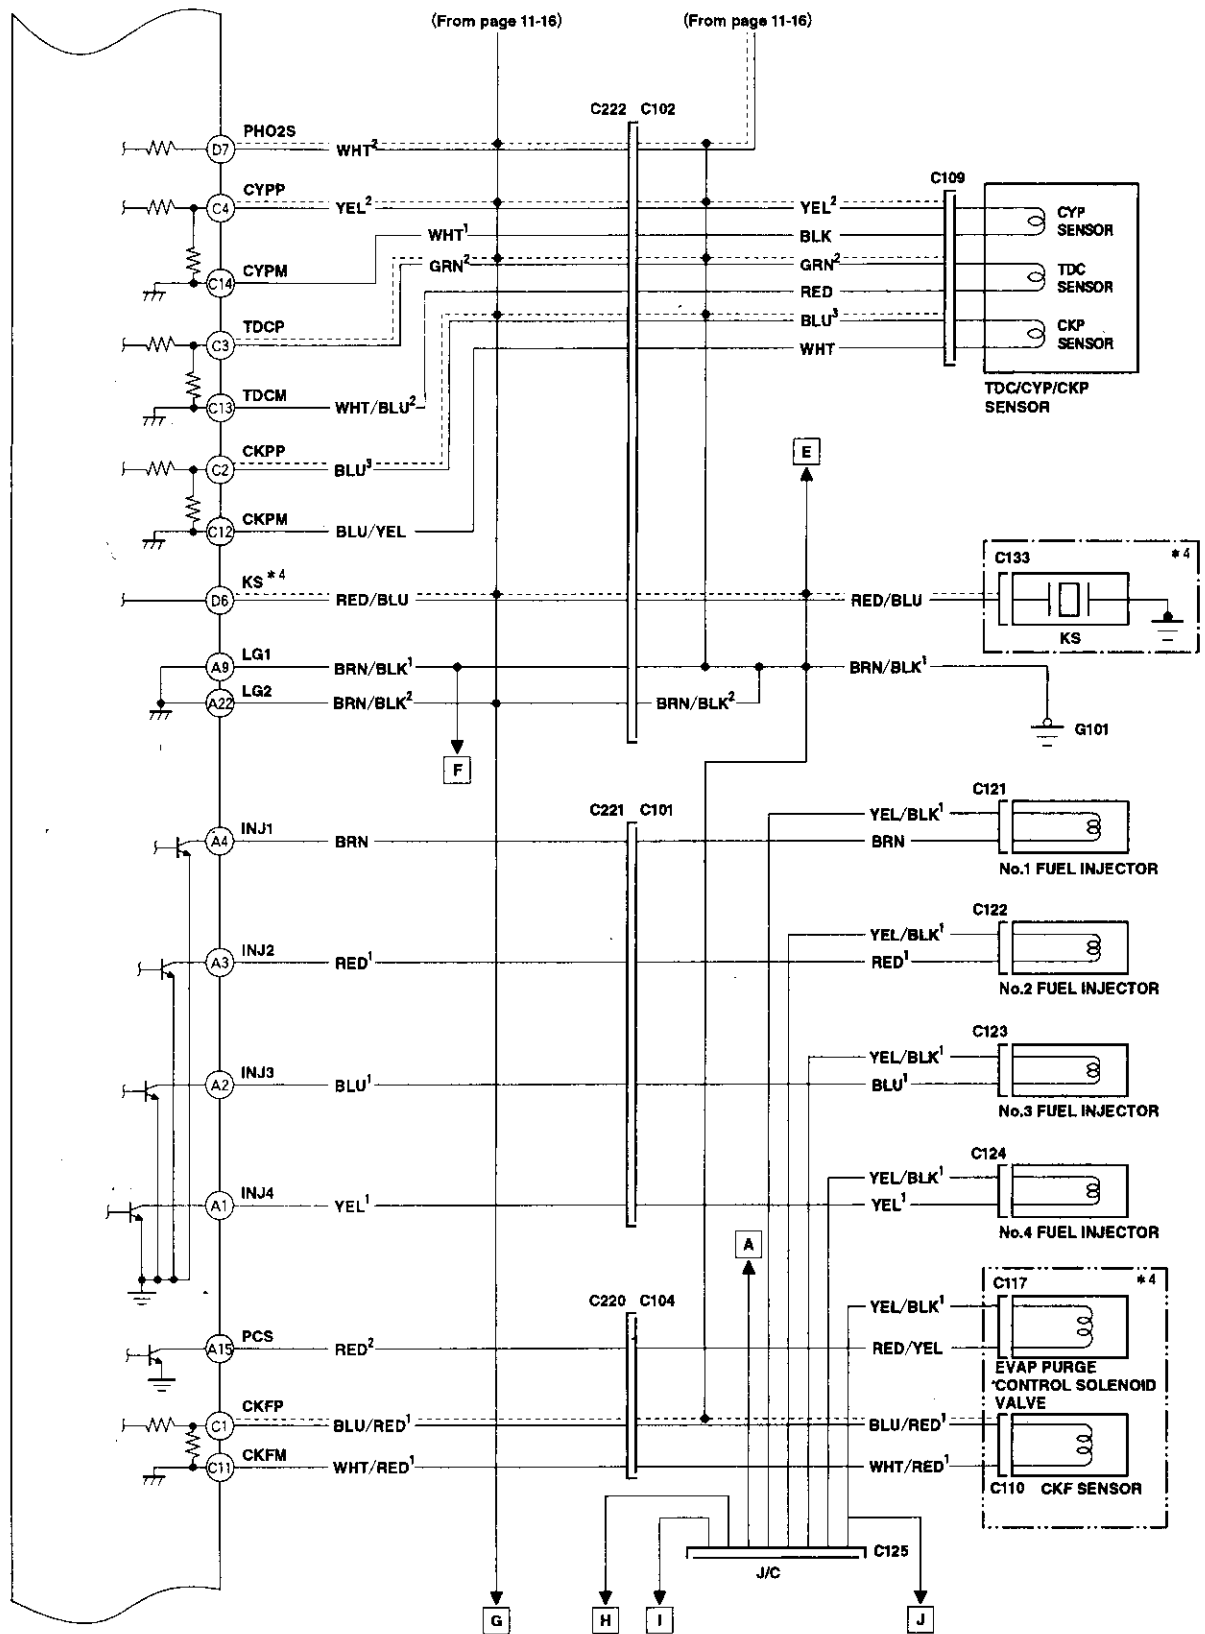 (From page 11-16) (From page 11-16)
C222 C102
PHO2S
D7 WHT²
CYPP C109
C4 YEL² YEL² CYP SENSOR
WHT¹ BLK
CYPM GRN² GRN² TDC SENSOR
C14 RED
TDCP BLU³ CKP SENSOR
C3 WHT
TDCM TDC/CYP/CKP SENSOR
C13 WHT/BLU²
CKPP E
C2 BLU³
CKPM
C12 BLU/YEL
C133 *4
KS *4
D6 RED/BLU RED/BLU
KS
LG1
A9 BRN/BLK¹ BRN/BLK¹
LG2
A22 BRN/BLK² BRN/BLK²
G101
F
C121
C221 C101 YEL/BLK¹
INJ1
A4 BRN BRN
No.1 FUEL INJECTOR
C122
YEL/BLK¹
INJ2
A3 RED¹ RED¹
No.2 FUEL INJECTOR
C123
YEL/BLK¹
INJ3
A2 BLU¹ BLU¹
No.3 FUEL INJECTOR
C124
YEL/BLK¹
INJ4
A1 YEL¹ YEL¹
No.4 FUEL INJECTOR
A
C117 *4
C220 C104 YEL/BLK¹
PCS
A15 RED² RED/YEL
EVAP PURGE
CONTROL SOLENOID
VALVE
CKFP
C1 BLU/RED¹ BLU/RED¹
CKFM
C11 WHT/RED¹ WHT/RED¹
C110 CKF SENSOR
C125
J/C
G H I J